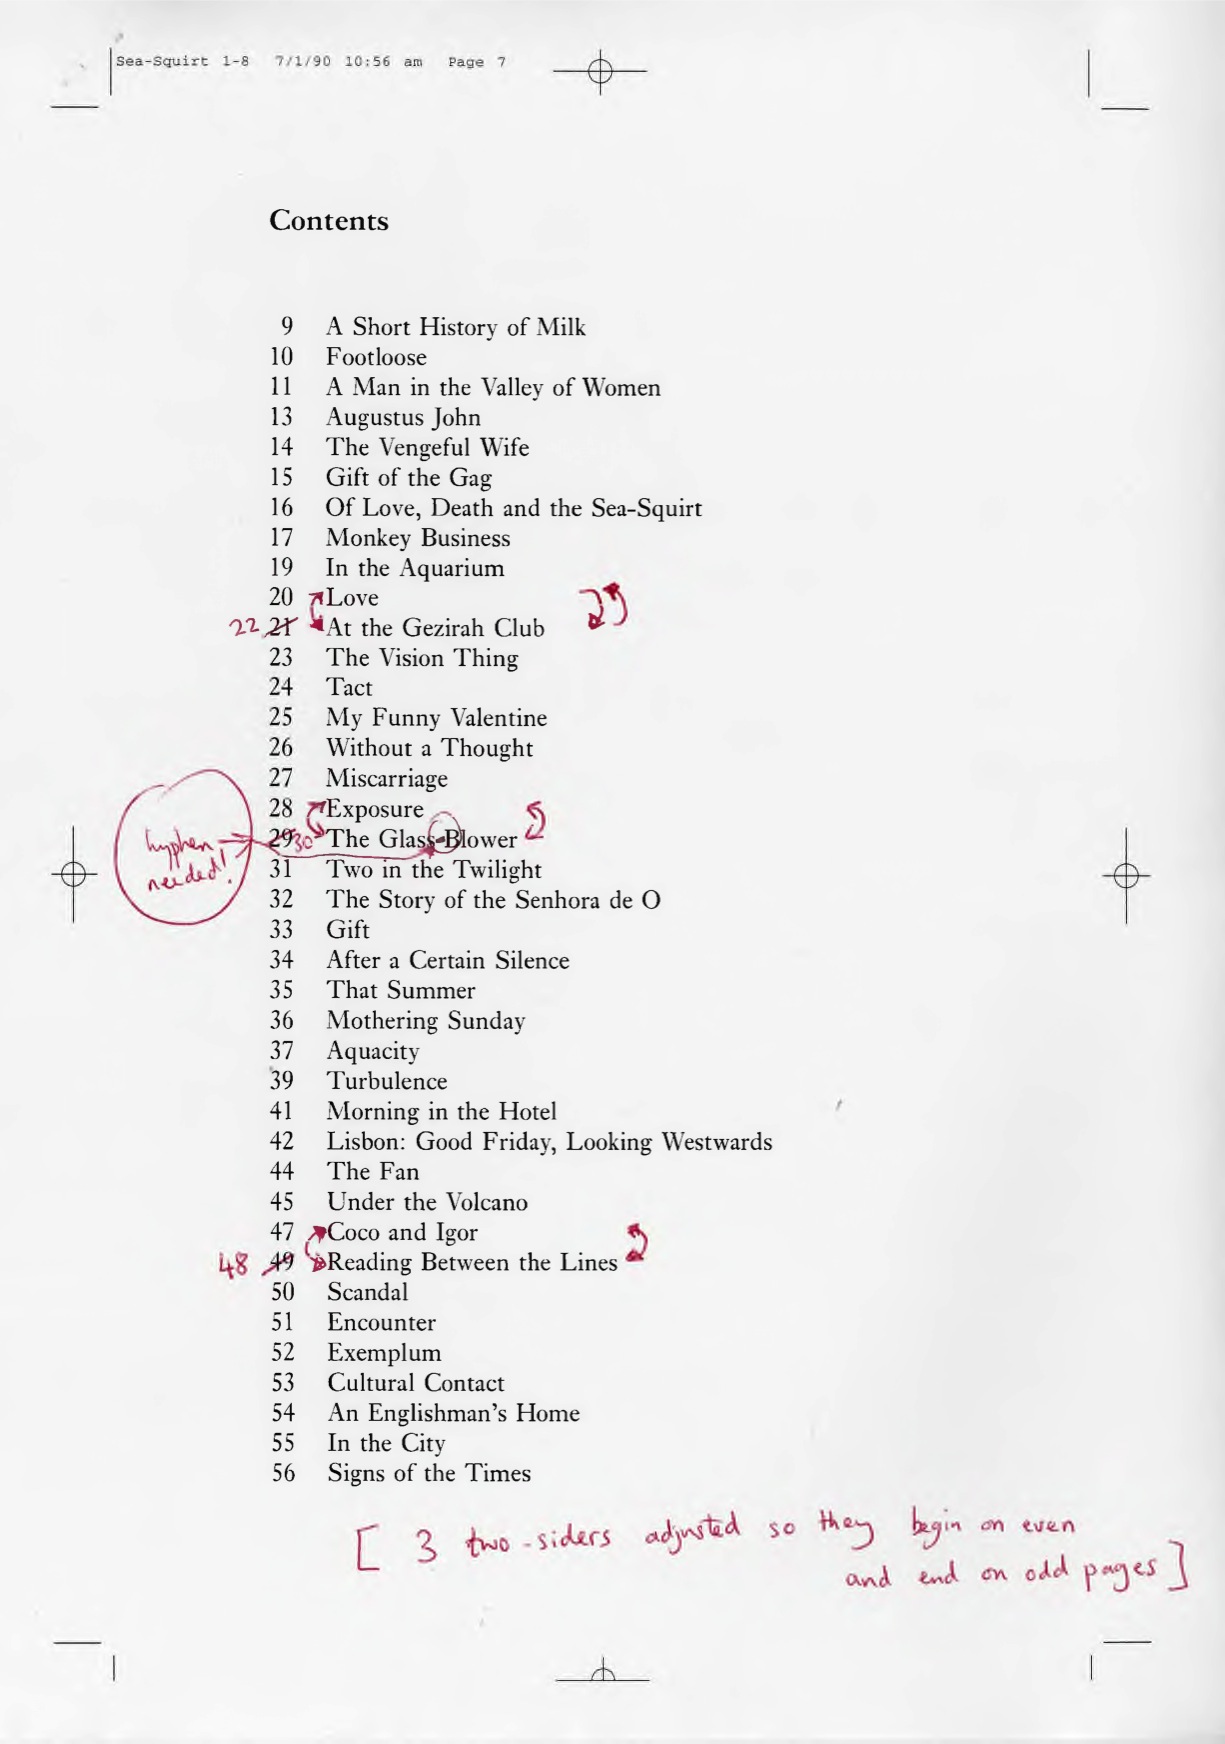 Sea-Squirt 1-8 7/1/90 10:56 am Page 7
Contents
9 A Short History of Milk
10 Footloose
11 A Man in the Valley of Women
13 Augustus John
14 The Vengeful Wife
15 Gift of the Gag
16 Of Love, Death and the Sea-Squirt
17 Monkey Business
19 In the Aquarium
20 Love
22 21 At the Gezirah Club
23 The Vision Thing
24 Tact
25 My Funny Valentine
26 Without a Thought
27 Miscarriage
28 Exposure
hyphen needed! 29 30 The Glass-Blower
31 Two in the Twilight
32 The Story of the Senhora de O
33 Gift
34 After a Certain Silence
35 That Summer
36 Mothering Sunday
37 Aquacity
39 Turbulence
41 Morning in the Hotel
42 Lisbon: Good Friday, Looking Westwards
44 The Fan
45 Under the Volcano
47 Coco and Igor
48 49 Reading Between the Lines
50 Scandal
51 Encounter
52 Exemplum
53 Cultural Contact
54 An Englishman's Home
55 In the City
56 Signs of the Times
[ 3 two-siders adjusted so they begin on even
and end on odd pages ]